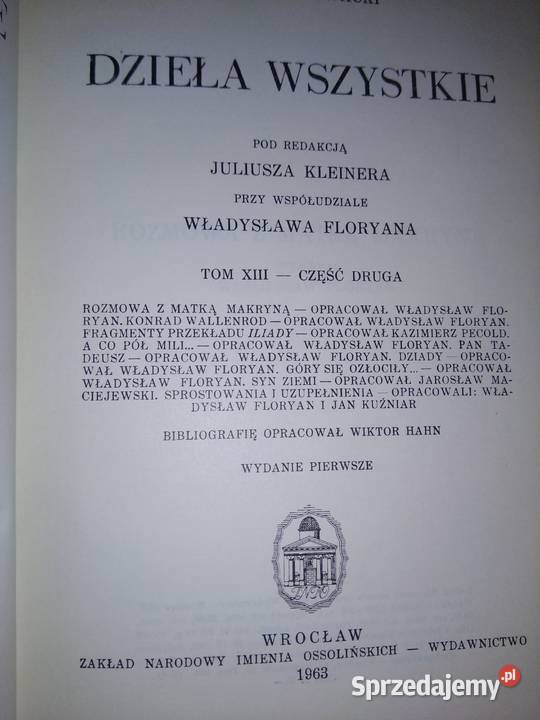 DZIEŁA WSZYSTKIE
POD REDAKCJĄ
JULIUSZA KLEINERA
PRZY WSPÓŁUDZIALE
WŁADYSŁAWA FLORYANA
TOM XIII — CZĘŚĆ DRUGA
ROZMOWA Z MATKĄ MAKRYNĄ — OPRACOWAŁ WŁADYSŁAW FLO-
RYAN. KONRAD WALLENROD — OPRACOWAŁ WŁADYSŁAW FLORYAN.
FRAGMENTY PRZEKŁADU ILIADY — OPRACOWAŁ KAZIMIERZ PECOLD.
A CO PÓŁ MILI... — OPRACOWAŁ WŁADYSŁAW FLORYAN. PAN TA-
DEUSZ — OPRACOWAŁ WŁADYSŁAW FLORYAN. DZIADY — OPRACO-
WAŁ WŁADYSŁAW FLORYAN. GÓRY SIĘ OZŁOCIŁY... — OPRACOWAŁ
WŁADYSŁAW FLORYAN. SYN ZIEMI — OPRACOWAŁ JAROSŁAW MA-
CIEJEWSKI. SPROSTOWANIA I UZUPEŁNIENIA — OPRACOWALI: WŁA-
DYSŁAW FLORYAN I JAN KUŹNIAR
BIBLIOGRAFIĘ OPRACOWAŁ WIKTOR HAHN
WYDANIE PIERWSZE
ZNiO
WROCŁAW
ZAKŁAD NARODOWY IMIENIA OSSOLIŃSKICH — WYDAWNICTWO
1963
Sprzedajemy.pl